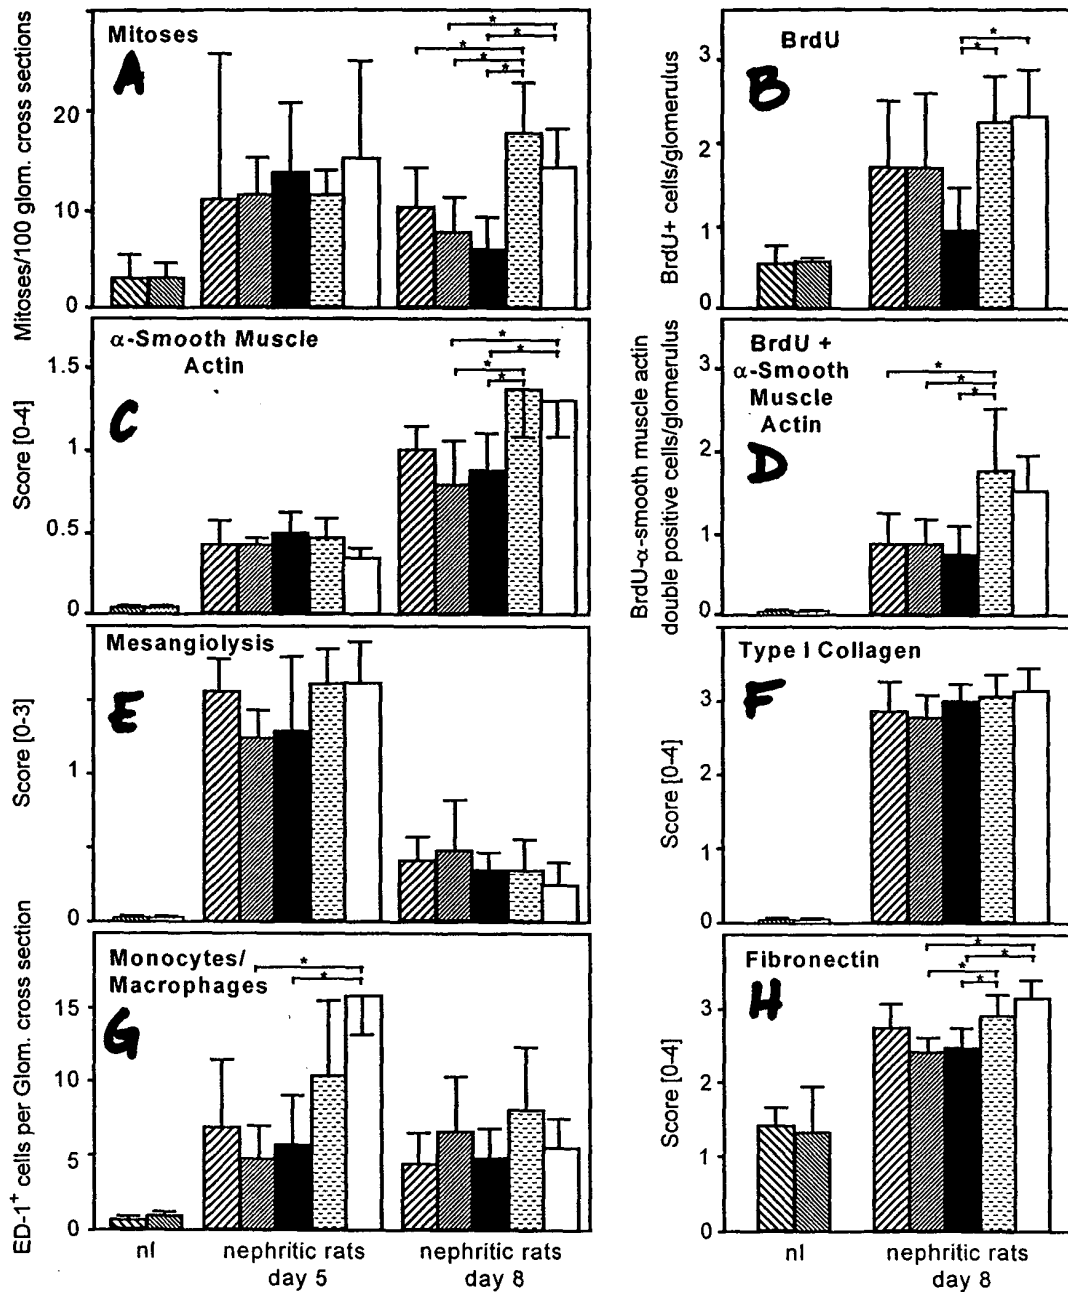 Mitoses
A
Mitoses/100 glom. cross sections
20
10
0
* * * * *
BrdU
B
BrdU+ cells/glomerulus
3
2
1
0
* *
α-Smooth Muscle
Actin
C
Score [0-4]
1.5
1
0.5
0
* * * *
BrdU +
α-Smooth
Muscle
Actin
D
BrdU-α-smooth muscle actin
double positive cells/glomerulus
3
2
1
0
* * *
Mesangiolysis
E
Score [0-3]
1
0
Type I Collagen
F
Score [0-4]
3
2
1
0
Monocytes/
Macrophages
G
ED-1+ cells per Glom. cross section
15
10
5
0
* *
nl
nephritic rats
day 5
nephritic rats
day 8
Fibronectin
H
Score [0-4]
3
2
1
0
* * * *
nl
nephritic rats
day 8